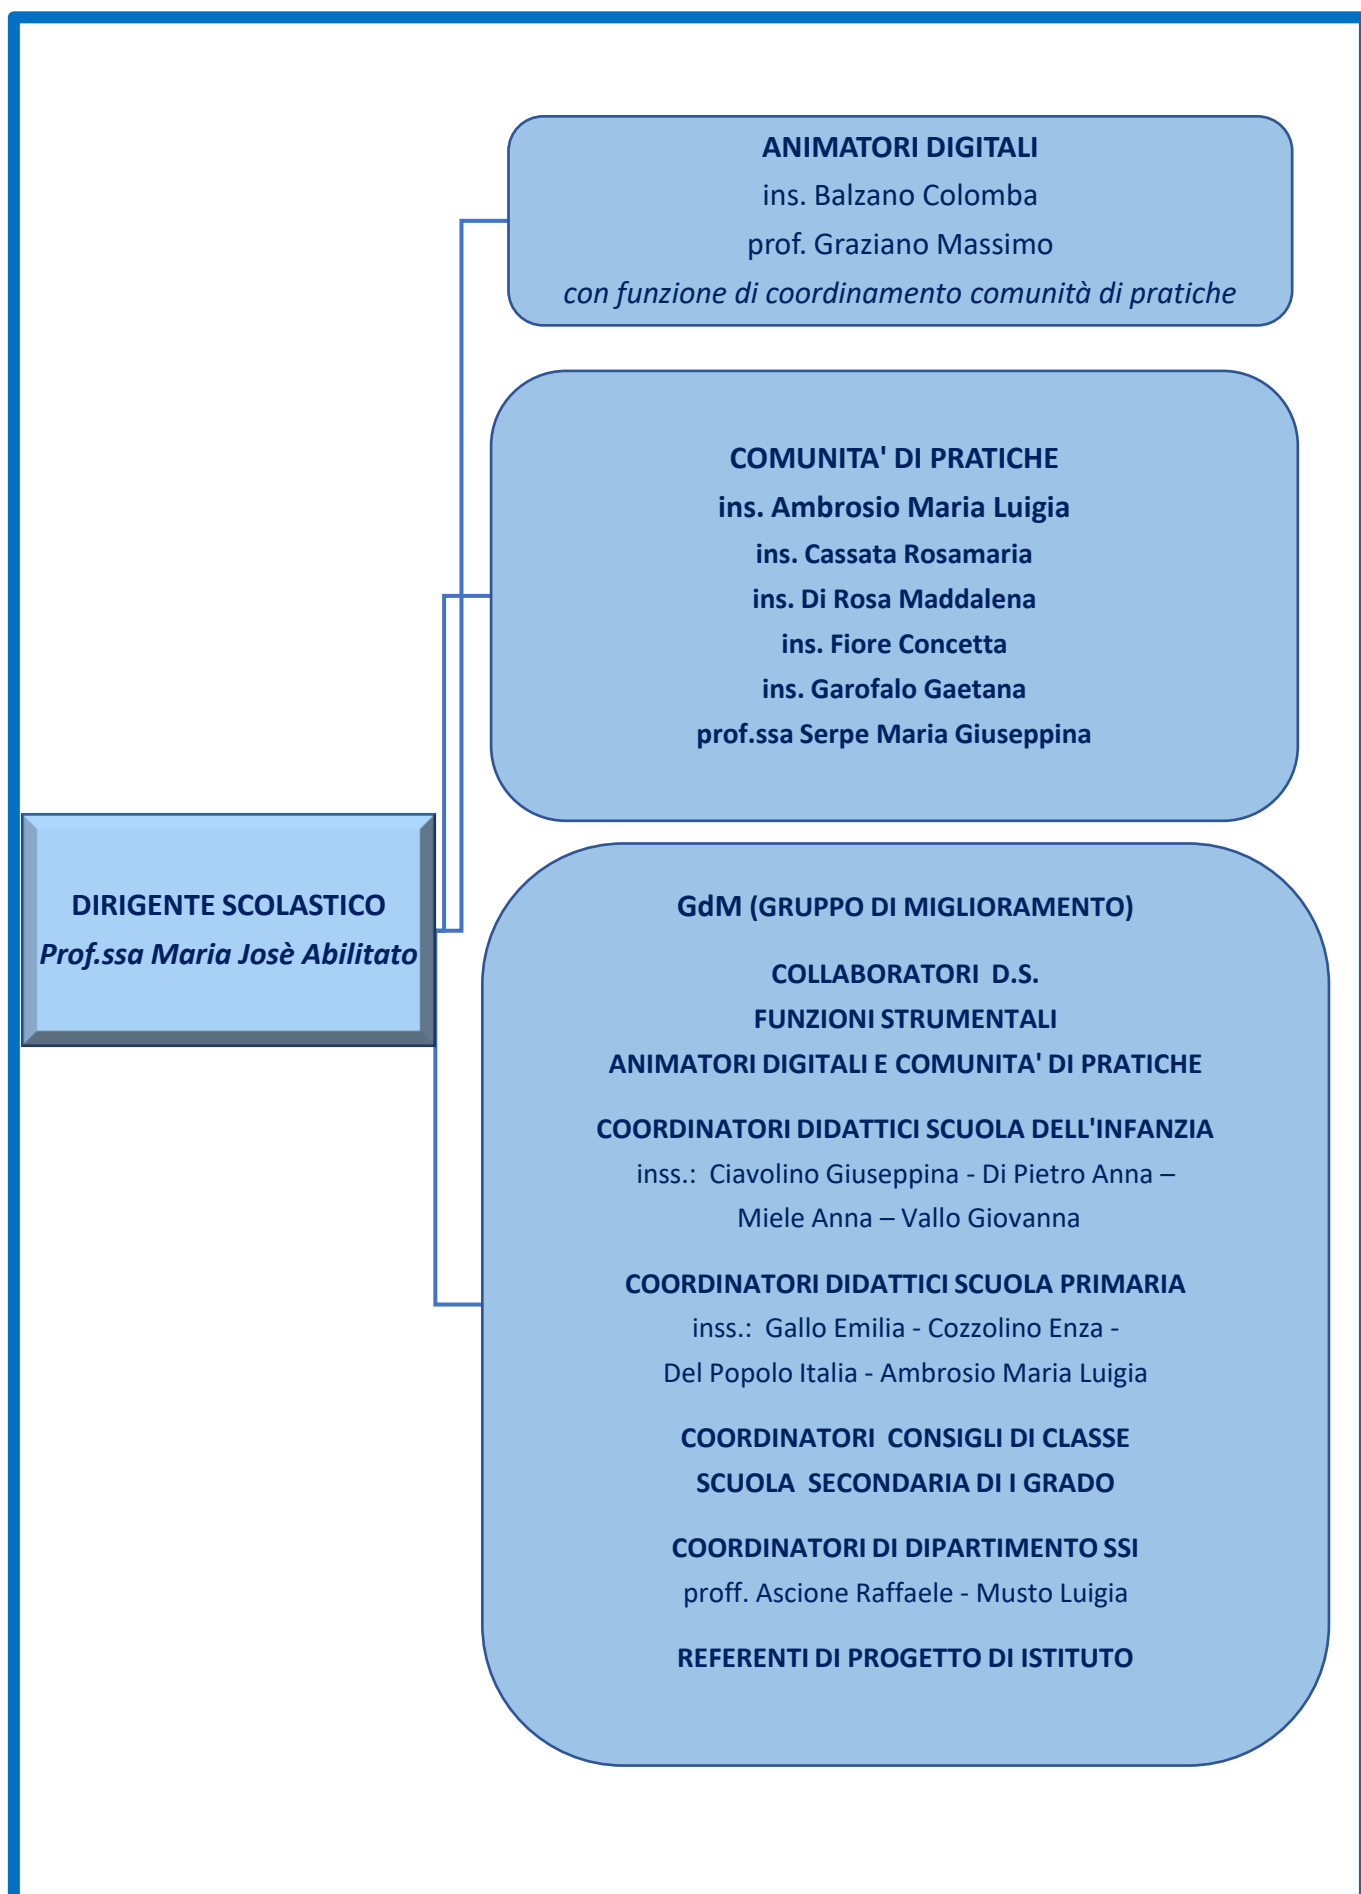 ANIMATORI DIGITALI
ins. Balzano Colomba
prof. Graziano Massimo
con funzione di coordinamento comunità di pratiche
COMUNITA' DI PRATICHE
ins. Ambrosio Maria Luigia
ins. Cassata Rosamaria
ins. Di Rosa Maddalena
ins. Fiore Concetta
ins. Garofalo Gaetana
prof.ssa Serpe Maria Giuseppina
DIRIGENTE SCOLASTICO
Prof.ssa Maria Josè Abilitato
GdM (GRUPPO DI MIGLIORAMENTO)
COLLABORATORI D.S.
FUNZIONI STRUMENTALI
ANIMATORI DIGITALI E COMUNITA' DI PRATICHE
COORDINATORI DIDATTICI SCUOLA DELL'INFANZIA
inss.: Ciavolino Giuseppina - Di Pietro Anna –
Miele Anna – Vallo Giovanna
COORDINATORI DIDATTICI SCUOLA PRIMARIA
inss.: Gallo Emilia - Cozzolino Enza -
Del Popolo Italia - Ambrosio Maria Luigia
COORDINATORI CONSIGLI DI CLASSE
SCUOLA SECONDARIA DI I GRADO
COORDINATORI DI DIPARTIMENTO SSI
proff. Ascione Raffaele - Musto Luigia
REFERENTI DI PROGETTO DI ISTITUTO